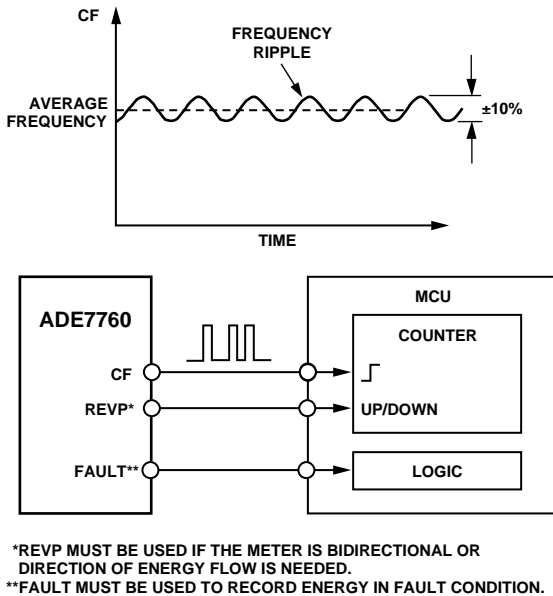 CF
FREQUENCY
RIPPLE
AVERAGE
FREQUENCY
±10%
TIME
ADE7760
MCU
COUNTER
CF
REVP*
UP/DOWN
FAULT**
LOGIC
*REVP MUST BE USED IF THE METER IS BIDIRECTIONAL OR
DIRECTION OF ENERGY FLOW IS NEEDED.
**FAULT MUST BE USED TO RECORD ENERGY IN FAULT CONDITION.